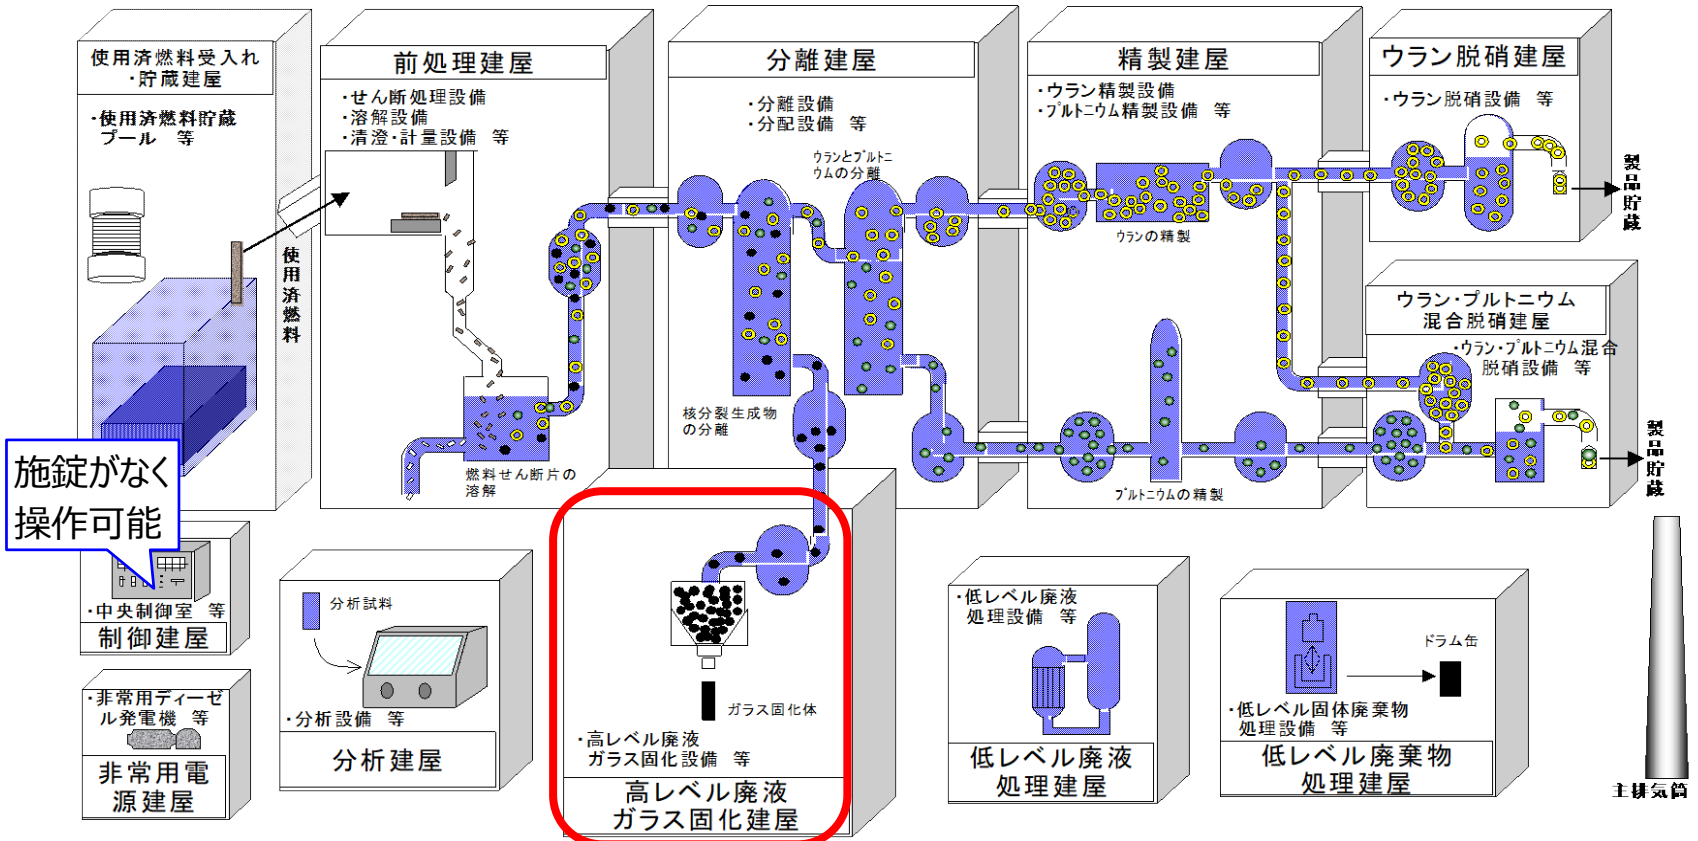 使用済燃料受入れ
・貯蔵建屋
・使用済燃料貯蔵
プール 等
使用済燃料
前処理建屋
・せん断処理設備
・溶解設備
・清澄・計量設備 等
燃料せん断片の
溶解
分離建屋
・分離設備
・分配設備 等
ウランとプルトニ
ウムの分離
核分裂生成物
の分離
精製建屋
・ウラン精製設備
・プルトニウム精製設備 等
ウランの精製
プルトニウムの精製
ウラン脱硝建屋
・ウラン脱硝設備 等
製品貯蔵
ウラン・プルトニウム
混合脱硝建屋
・ウラン・プルトニウム混合
脱硝設備 等
製品貯蔵
施錠がなく
操作可能
・中央制御室 等
制御建屋
・非常用ディーゼ
ル発電機 等
非常用電
源建屋
分析試料
・分析設備 等
分析建屋
ガラス固化体
・高レベル廃液
ガラス固化設備 等
高レベル廃液
ガラス固化建屋
・低レベル廃液
処理設備 等
低レベル廃液
処理建屋
ドラム缶
・低レベル固体廃棄物
処理設備 等
低レベル廃棄物
処理建屋
主排気筒